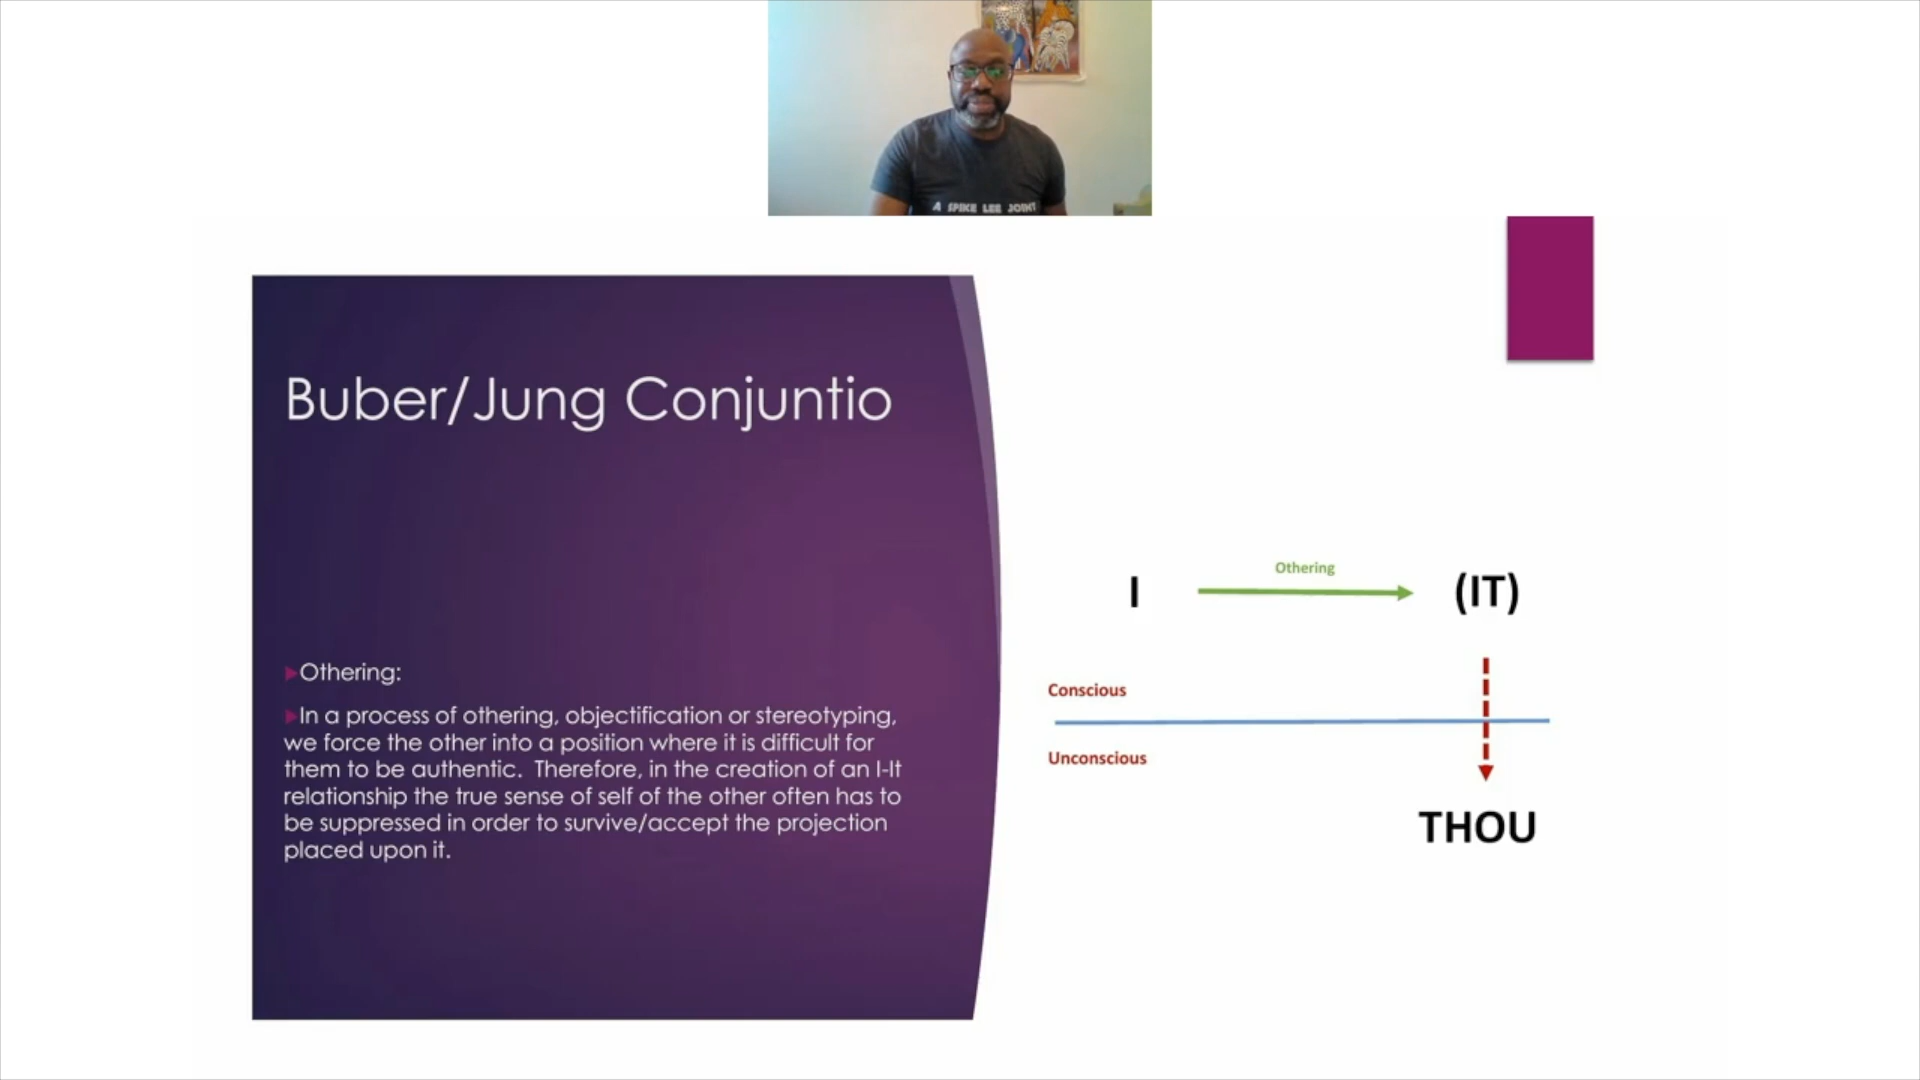 A SPIKE LEE JOINT
Buber/Jung Conjuntio
Othering:
In a process of othering, objectification or stereotyping,
we force the other into a position where it is difficult for
them to be authentic.  Therefore, in the creation of an I-It
relationship the true sense of self of the other often has to
be suppressed in order to survive/accept the projection
placed upon it.
Othering
I
(IT)
Conscious
Unconscious
THOU